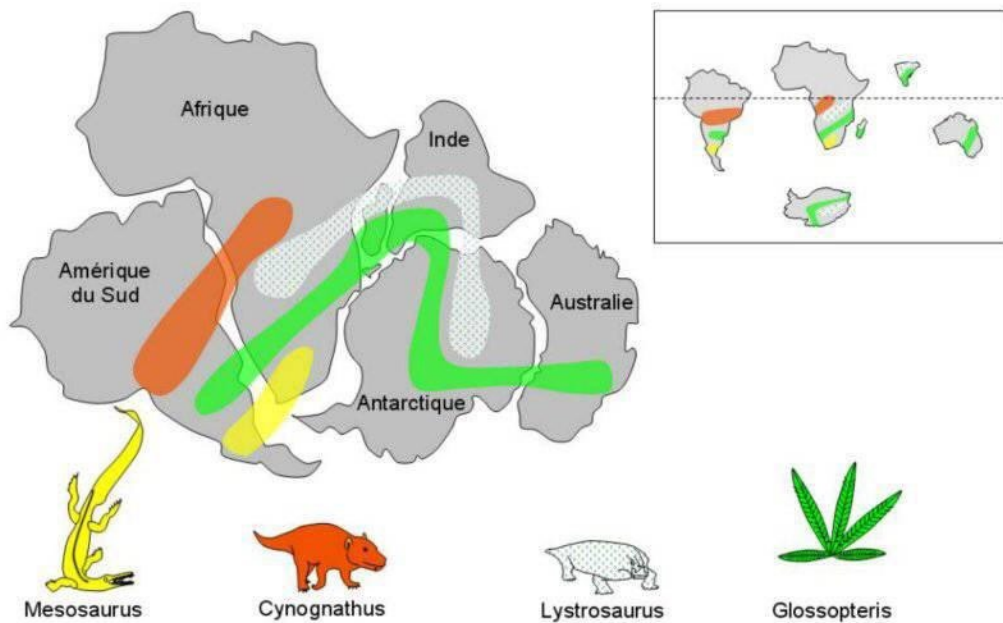 Afrique
Inde
Amérique
du Sud
Australie
Antarctique
Mesosaurus
Cynognathus
Lystrosaurus
Glossopteris